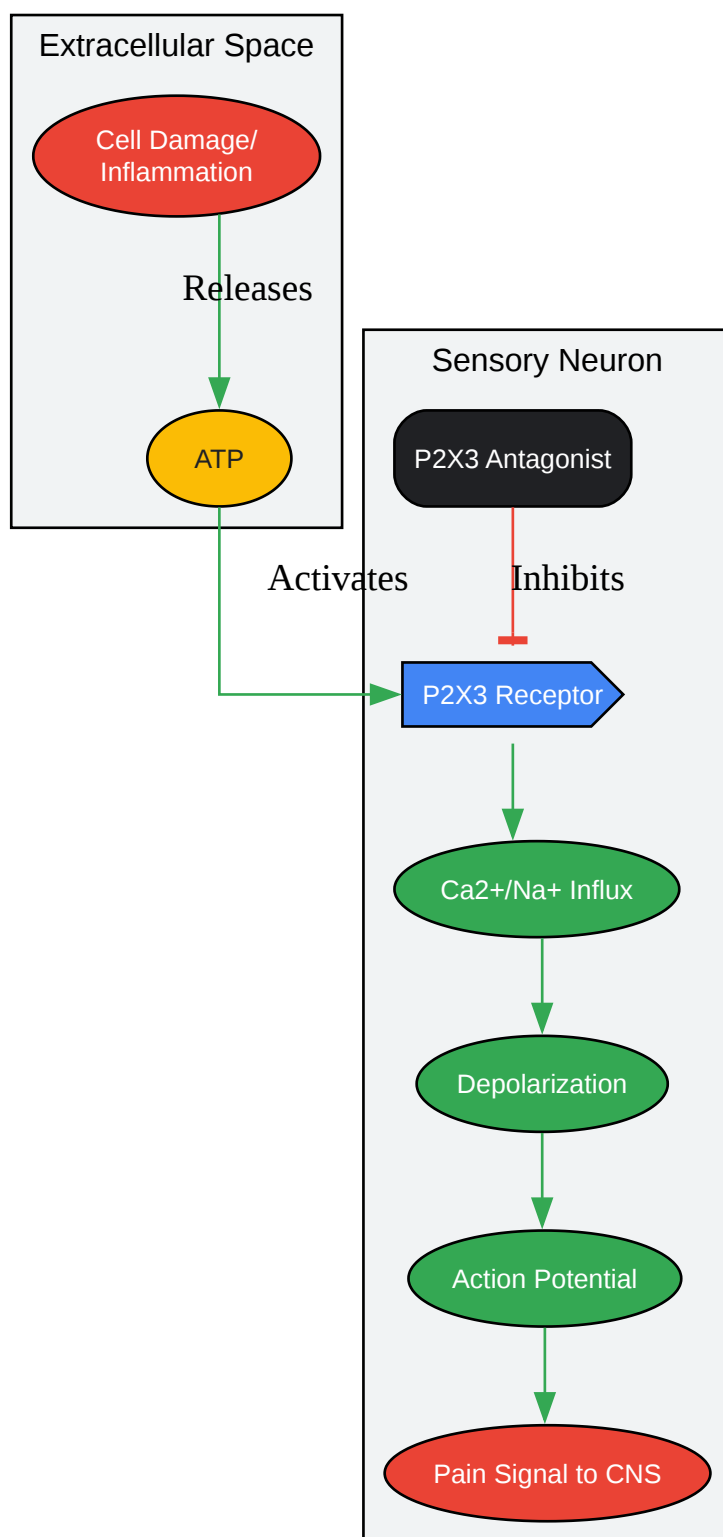 Extracellular Space
Cell Damage/
Inflammation
Releases
ATP
Activates
Sensory Neuron
P2X3 Antagonist
Inhibits
P2X3 Receptor
Ca2+/Na+ Influx
Depolarization
Action Potential
Pain Signal to CNS